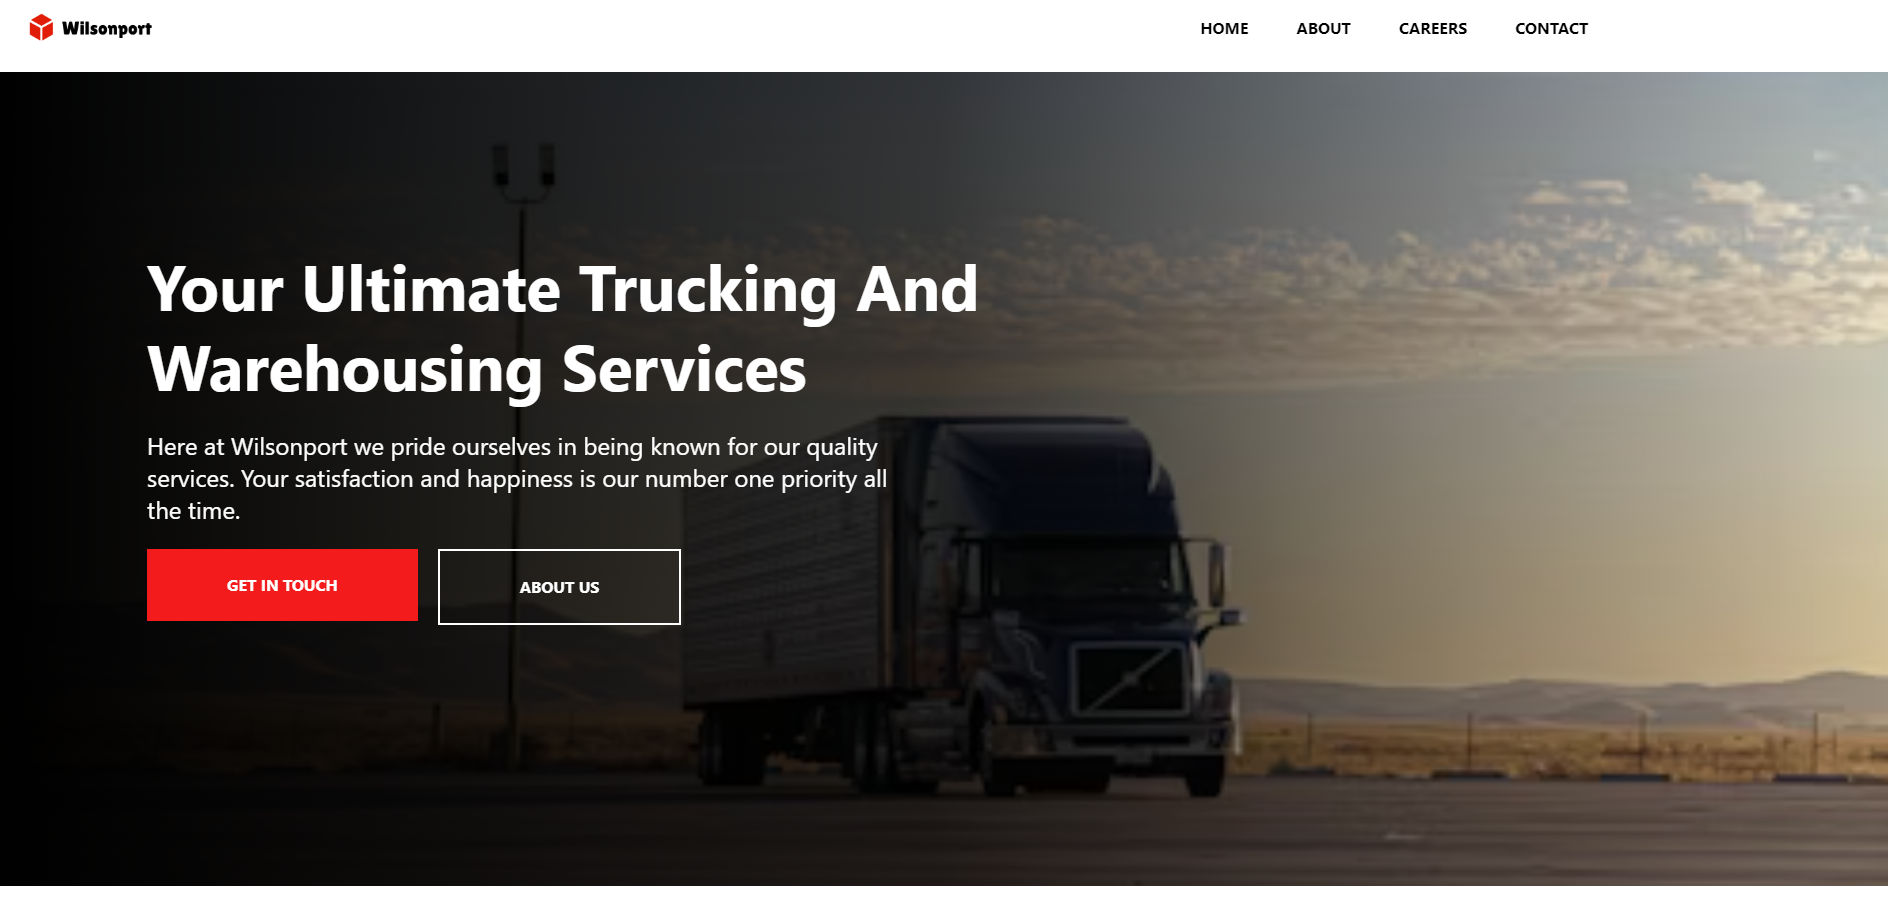 Wilsonport
HOME ABOUT CAREERS CONTACT
Your Ultimate Trucking And
Warehousing Services
Here at Wilsonport we pride ourselves in being known for our quality
services. Your satisfaction and happiness is our number one priority all
the time.
GET IN TOUCH
ABOUT US